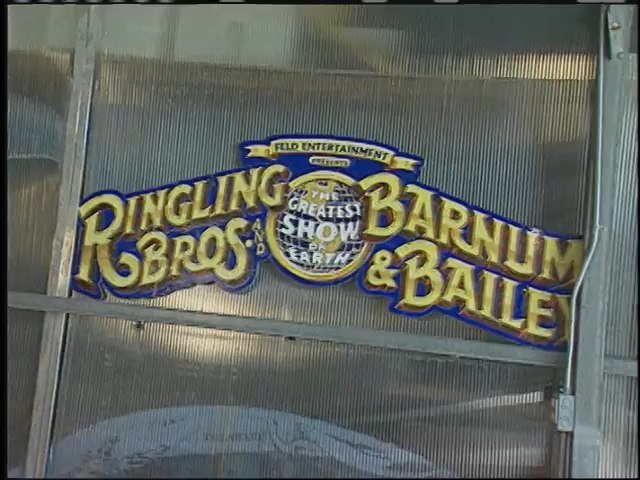 FELD ENTERTAINMENT
PRESENTS
RINGLING
BROS.
AND
THE
GREATEST
SHOW
ON
EARTH
BARNUM
& BAILEY